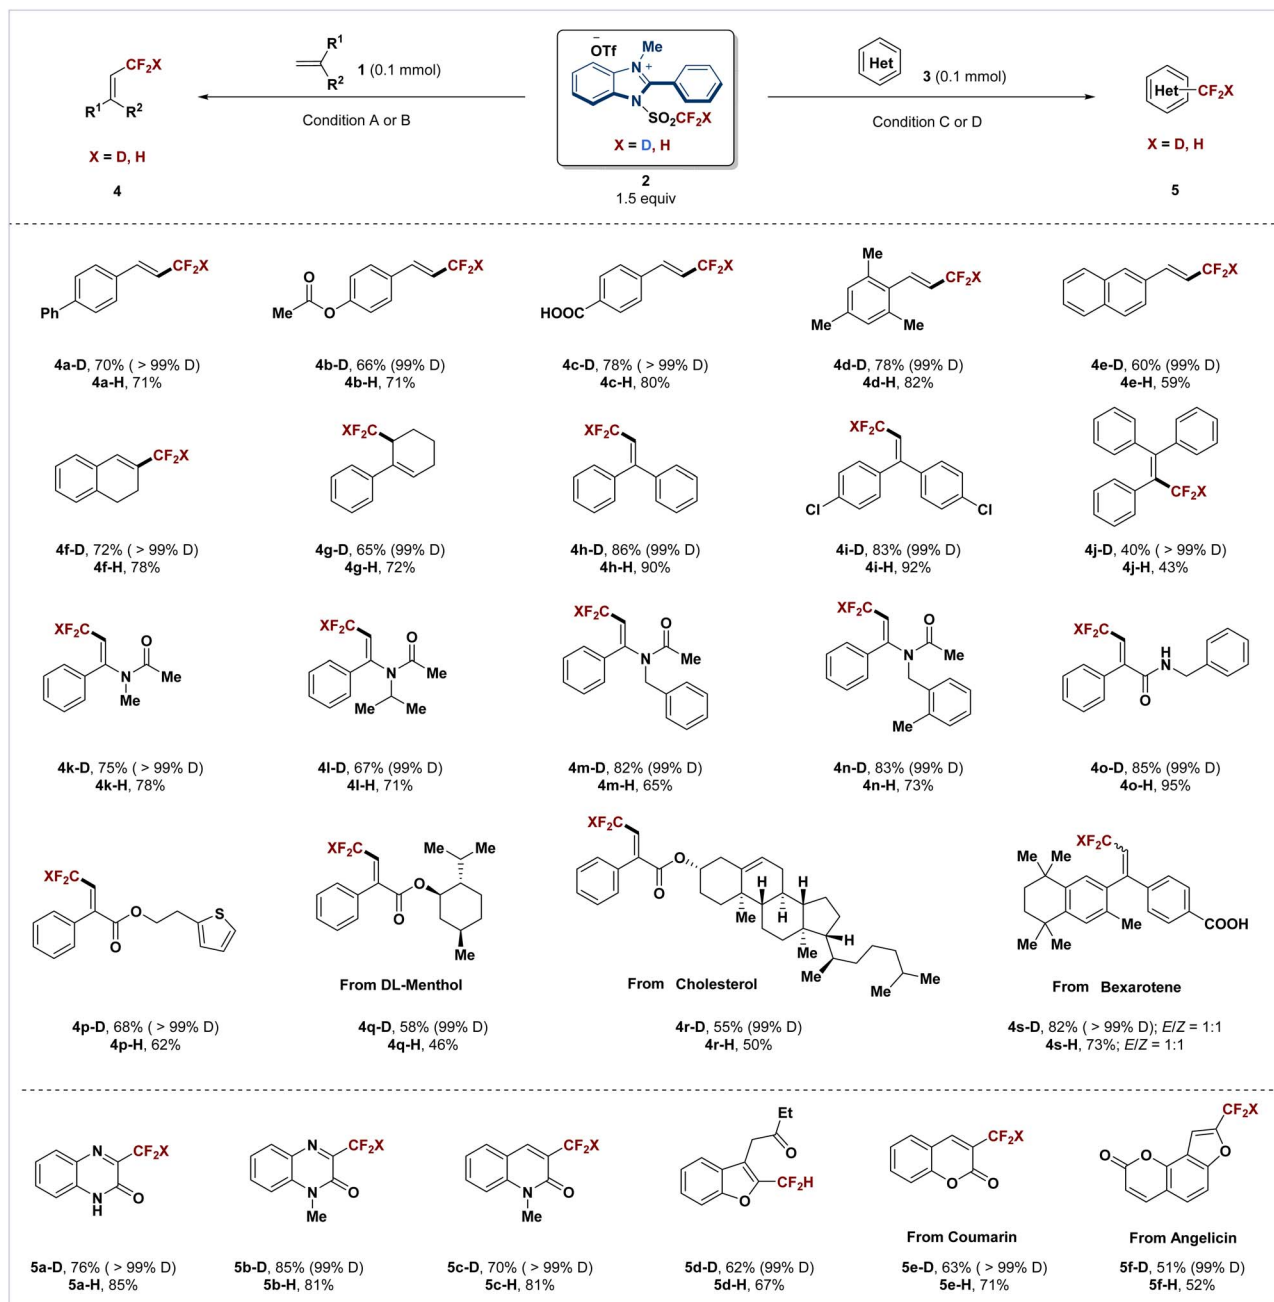 CF₂X
R¹ R²
X = D, H
4
R¹
R²
1 (0.1 mmol)
Condition A or B
−
OTf
Me
N +
N
SO₂CF₂X
X = D, H
2
1.5 equiv
Het
3 (0.1 mmol)
Condition C or D
Het CF₂X
X = D, H
5
CF₂X
Ph
4a-D, 70% ( > 99% D)
4a-H, 71%
CF₂X
O
Me O
4b-D, 66% (99% D)
4b-H, 71%
CF₂X
HOOC
4c-D, 78% ( > 99% D)
4c-H, 80%
Me
CF₂X
Me Me
4d-D, 78% (99% D)
4d-H, 82%
CF₂X
4e-D, 60% (99% D)
4e-H, 59%
CF₂X
4f-D, 72% ( > 99% D)
4f-H, 78%
XF₂C
4g-D, 65% (99% D)
4g-H, 72%
XF₂C
4h-D, 86% (99% D)
4h-H, 90%
XF₂C
Cl Cl
4i-D, 83% (99% D)
4i-H, 92%
CF₂X
4j-D, 40% ( > 99% D)
4j-H, 43%
XF₂C
O
N Me
Me
4k-D, 75% ( > 99% D)
4k-H, 78%
XF₂C
O
N Me
Me Me
4l-D, 67% (99% D)
4l-H, 71%
XF₂C
O
N Me
4m-D, 82% (99% D)
4m-H, 65%
XF₂C
O
N Me
Me
4n-D, 83% (99% D)
4n-H, 73%
XF₂C
H
N
O
4o-D, 85% (99% D)
4o-H, 95%
XF₂C
S
O
O
4p-D, 68% ( > 99% D)
4p-H, 62%
XF₂C
Me Me
O
O
Me
From DL-Menthol
4q-D, 58% (99% D)
4q-H, 46%
XF₂C
O
O
H H
Me H
H
Me
Me
Me Me
From Cholesterol
4r-D, 55% (99% D)
4r-H, 50%
XF₂C
Me Me
Me
COOH
Me Me
From Bexarotene
4s-D, 82% ( > 99% D); E/Z = 1:1
4s-H, 73%; E/Z = 1:1
N CF₂X
N O
H
5a-D, 76% ( > 99% D)
5a-H, 85%
N CF₂X
N O
Me
5b-D, 85% (99% D)
5b-H, 81%
CF₂X
N O
Me
5c-D, 70% ( > 99% D)
5c-H, 81%
Et
O
CF₂H
O
5d-D, 62% (99% D)
5d-H, 67%
CF₂X
O O
From Coumarin
5e-D, 63% ( > 99% D)
5e-H, 71%
CF₂X
O
O O
From Angelicin
5f-D, 51% (99% D)
5f-H, 52%